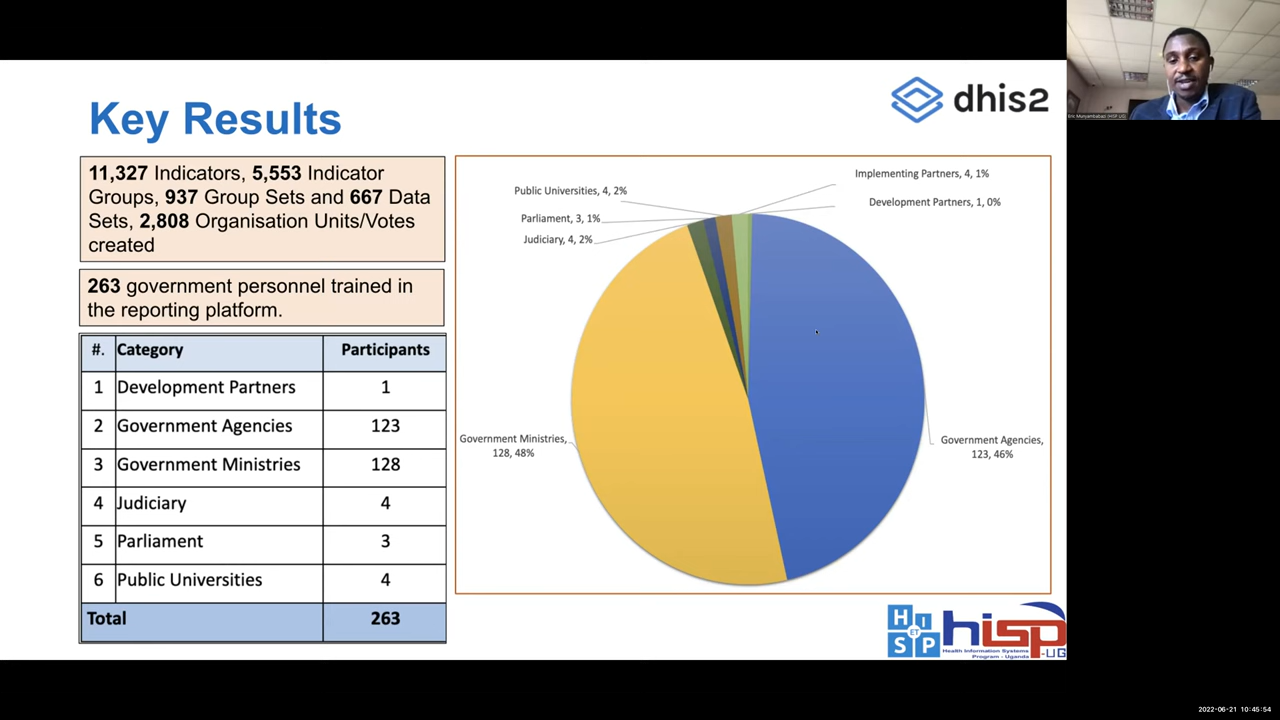 Key Results
dhis2
11,327 Indicators, 5,553 Indicator
Groups, 937 Group Sets and 667 Data
Sets, 2,808 Organisation Units/Votes
created
263 government personnel trained in
the reporting platform.
#. Category Participants
1 Development Partners 1
2 Government Agencies 123
3 Government Ministries 128
4 Judiciary 4
5 Parliament 3
6 Public Universities 4
Total 263
Implementing Partners, 4, 1%
Public Universities, 4, 2%
Development Partners, 1, 0%
Parliament, 3, 1%
Judiciary, 4, 2%
Government Ministries,
128, 48%
Government Agencies,
123, 46%
HI
ET
SP
hisp
-UG
Health Information Systems
Program - Uganda
2022-06-21 10:45:54